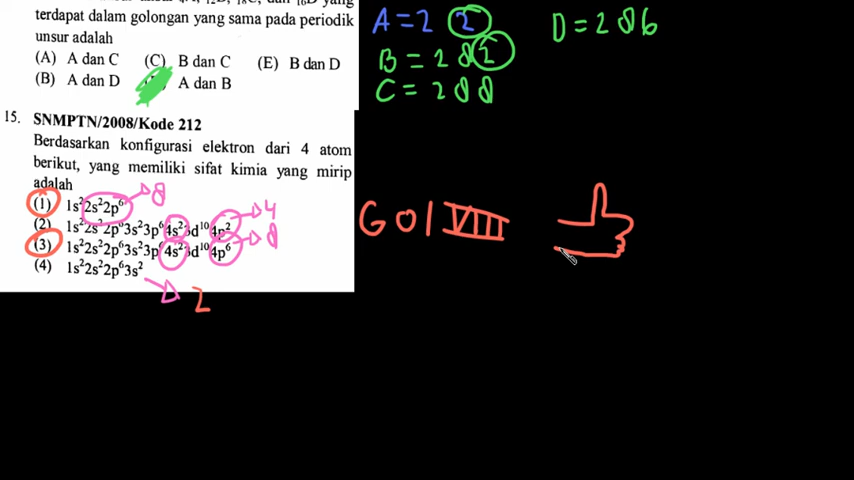 terdapat dalam golongan yang sama pada periodik
unsur adalah
(A) A dan C (C) B dan C (E) B dan D
(B) A dan D A dan B
15. SNMPTN/2008/Kode 212
Berdasarkan konfigurasi elektron dari 4 atom
berikut, yang memiliki sifat kimia yang mirip
adalah
(1) 1s²2s²2p⁶ 8
(2) 1s²2s²2p⁶3s²3p⁶4s²3d¹⁰4p² 4
(3) 1s²2s²2p⁶3s²3p⁶4s²3d¹⁰4p⁶ 8
(4) 1s²2s²2p⁶3s²
2
A = 2 2
B = 2 8 2
C = 2 8 8
D = 2 8 6
Gol VIII